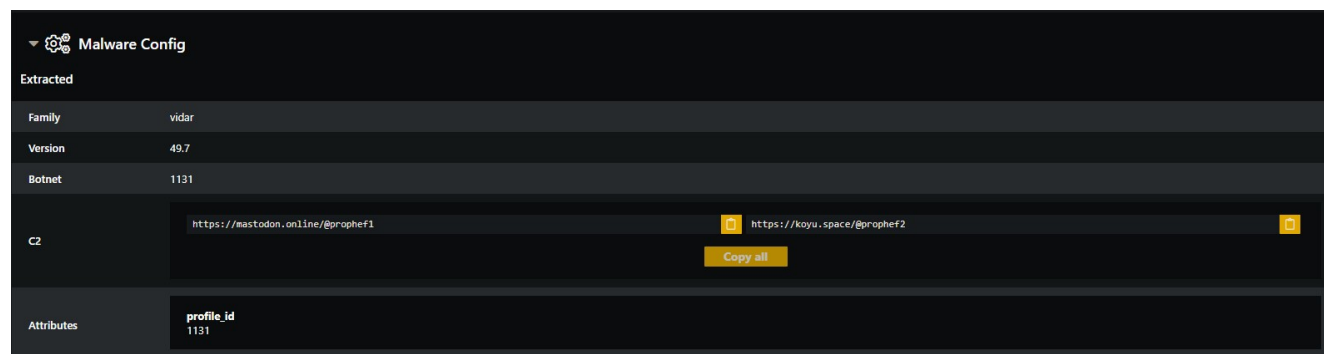 Malware Config
Extracted
Family vidar
Version 49.7
Botnet 1131
C2 https://mastodon.online/@prophef1 https://koyu.space/@prophef2
Copy all
Attributes profile_id
1131